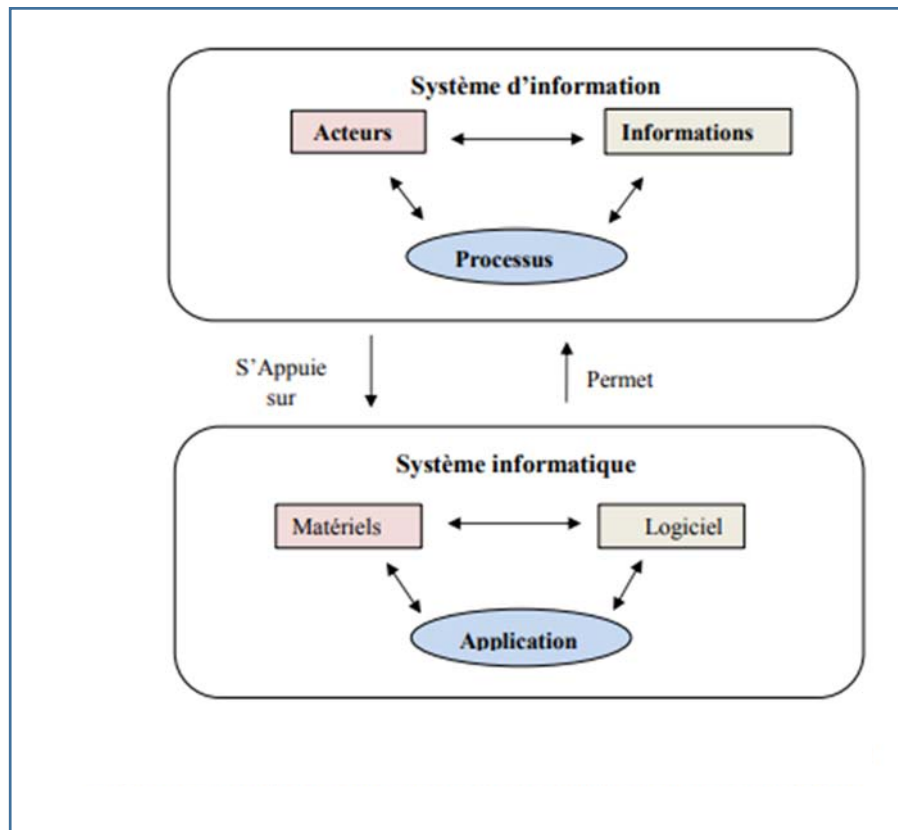 Système d'information
Acteurs
Informations
Processus
S'Appuie
sur
Permet
Système informatique
Matériels
Logiciel
Application